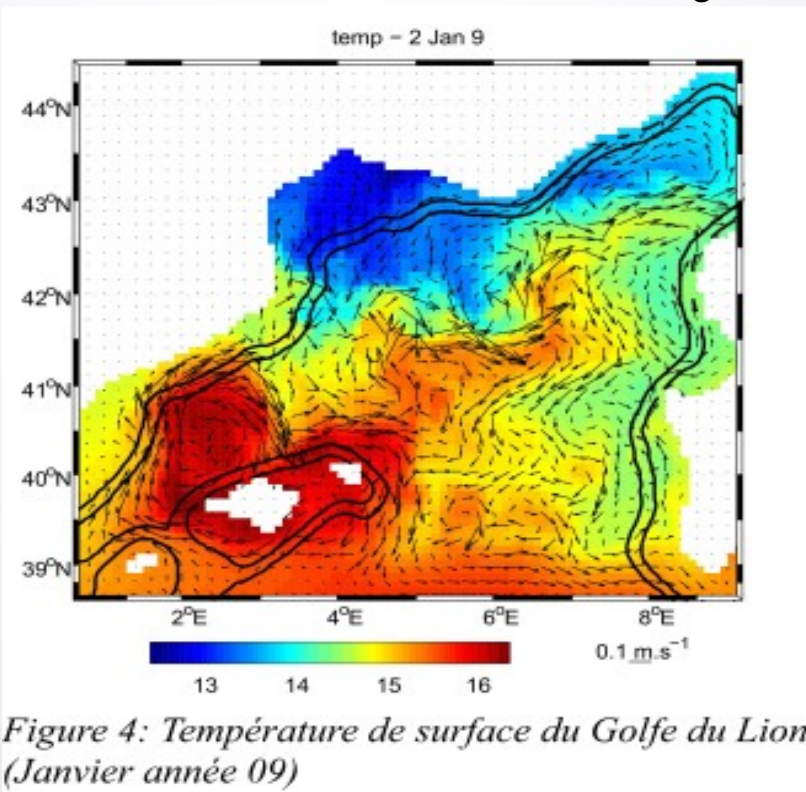 temp − 2 Jan 9
44°N
43°N
42°N
41°N
40°N
39°N
2°E 4°E 6°E 8°E
13 14 15 16
0.1 m.s⁻¹
Figure 4: Température de surface du Golfe du Lion
(Janvier année 09)